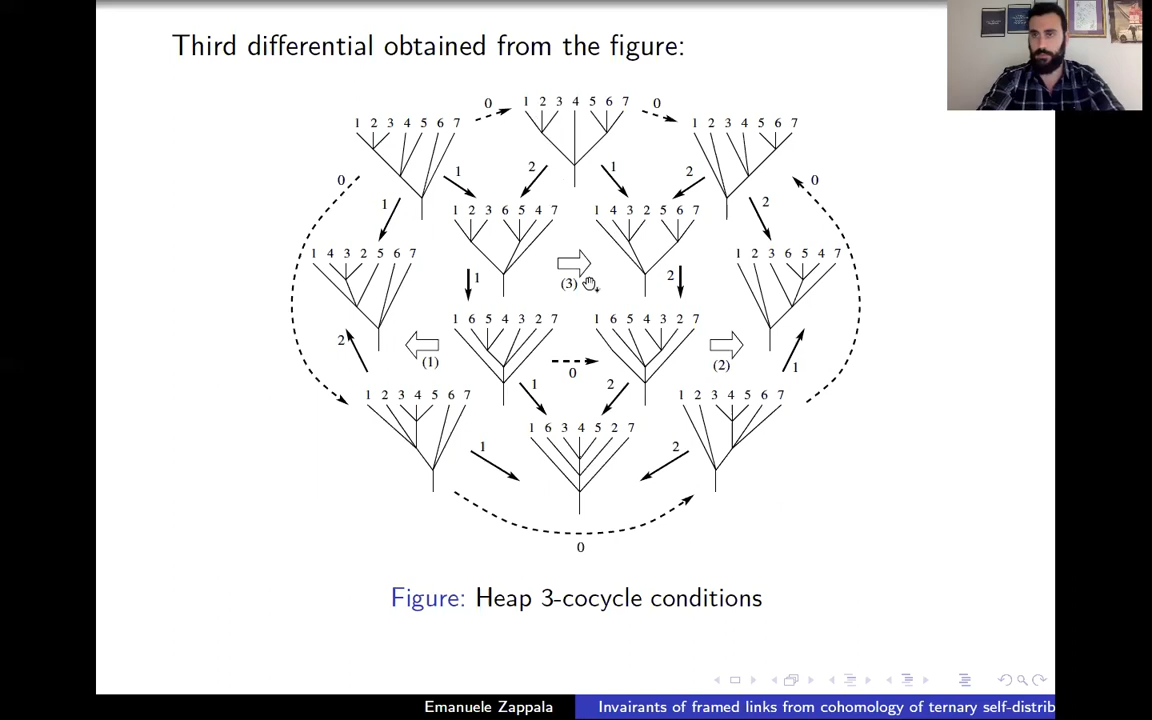 Third differential obtained from the figure:
0 1 2 3 4 5 6 7 0
1 2 3 4 5 6 7 1 2 3 4 5 6 7
0 1 2 1 2 0
1 2 3 6 5 4 7 1 4 3 2 5 6 7
1 2
1 4 3 2 5 6 7 1 2 3 6 5 4 7
1 (3) 2
1 6 5 4 3 2 7 1 6 5 4 3 2 7
2 (1) 0 (2) 1
1 2 3 4 5 6 7 1 2 1 2 3 4 5 6 7
1 6 3 4 5 2 7
1 2
0
Figure: Heap 3-cocycle conditions
Emanuele Zappala Invairants of framed links from cohomology of ternary self-distrib